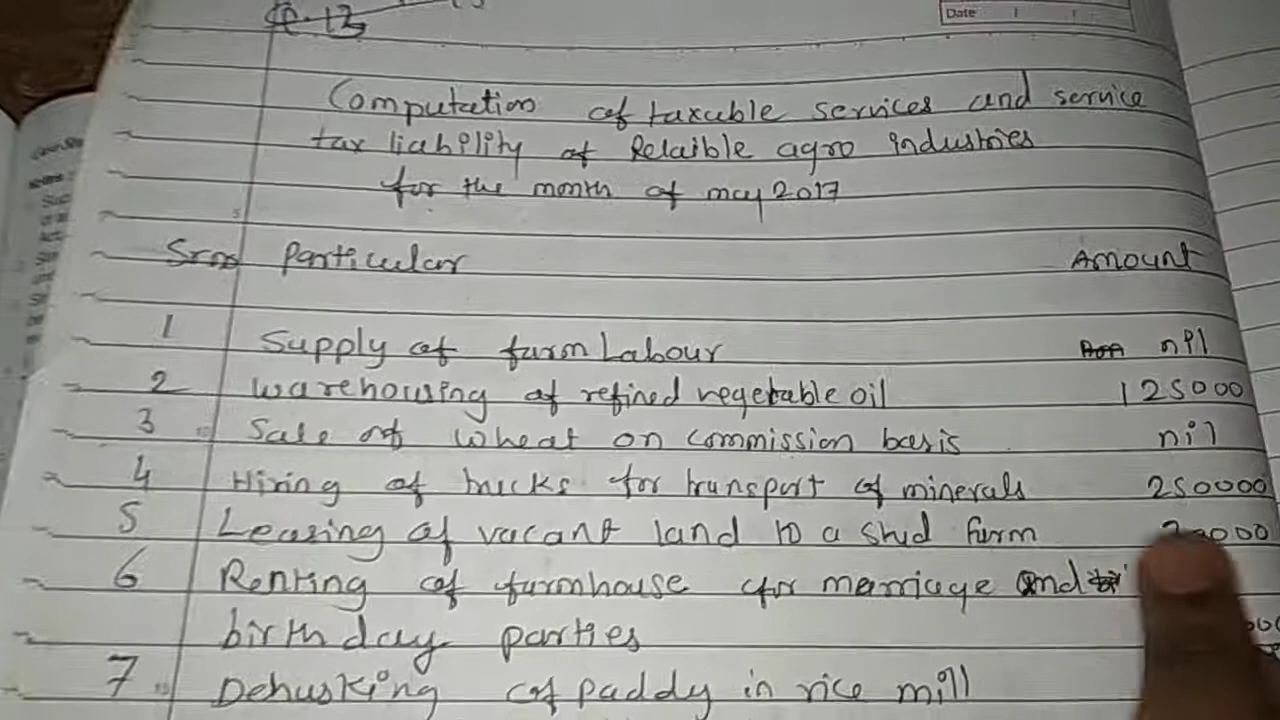 Q.12
Date
Computation of taxable services and service
tax liability of Relaible agro industries
for the month of may 2017
Srno Particular Amount
1 Supply of farm Labour nil
2 warehousing of refined vegetable oil 125000
3 Sale of wheat on commission basis nil
4 Hiring of trucks for transport of minerals 250000
5 Leasing of vacant land to a stud farm 000
6 Renting of farmhouse for marriage and
birthday parties
7 Dehusking of paddy in rice mill